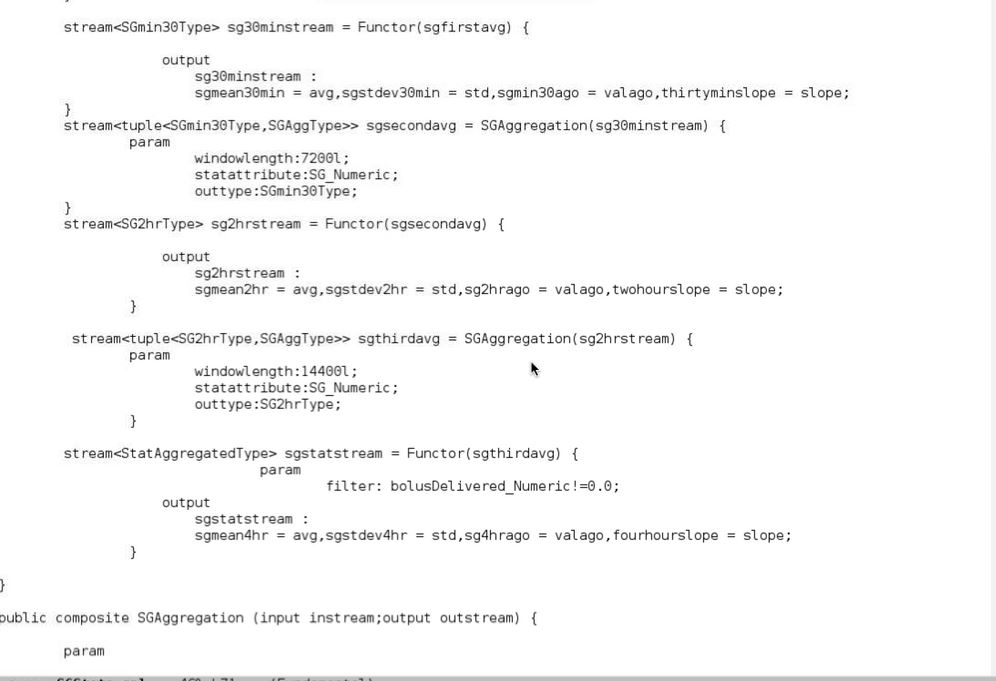 stream<SGmin30Type> sg30minstream = Functor(sgfirstavg) {
output
sg30minstream :
sgmean30min = avg,sgstdev30min = std,sgmin30ago = valago,thirtyminslope = slope;
}
stream<tuple<SGmin30Type,SGAggType>> sgsecondavg = SGAggregation(sg30minstream) {
param
windowlength:7200l;
statattribute:SG_Numeric;
outtype:SGmin30Type;
}
stream<SG2hrType> sg2hrstream = Functor(sgsecondavg) {
output
sg2hrstream :
sgmean2hr = avg,sgstdev2hr = std,sg2hrago = valago,twohourslope = slope;
}
stream<tuple<SG2hrType,SGAggType>> sgthirdavg = SGAggregation(sg2hrstream) {
param
windowlength:14400l;
statattribute:SG_Numeric;
outtype:SG2hrType;
}
stream<StatAggregatedType> sgstatstream = Functor(sgthirdavg) {
param
filter: bolusDelivered_Numeric!=0.0;
output
sgstatstream :
sgmean4hr = avg,sgstdev4hr = std,sg4hrago = valago,fourhourslope = slope;
}
}
public composite SGAggregation (input instream;output outstream) {
param